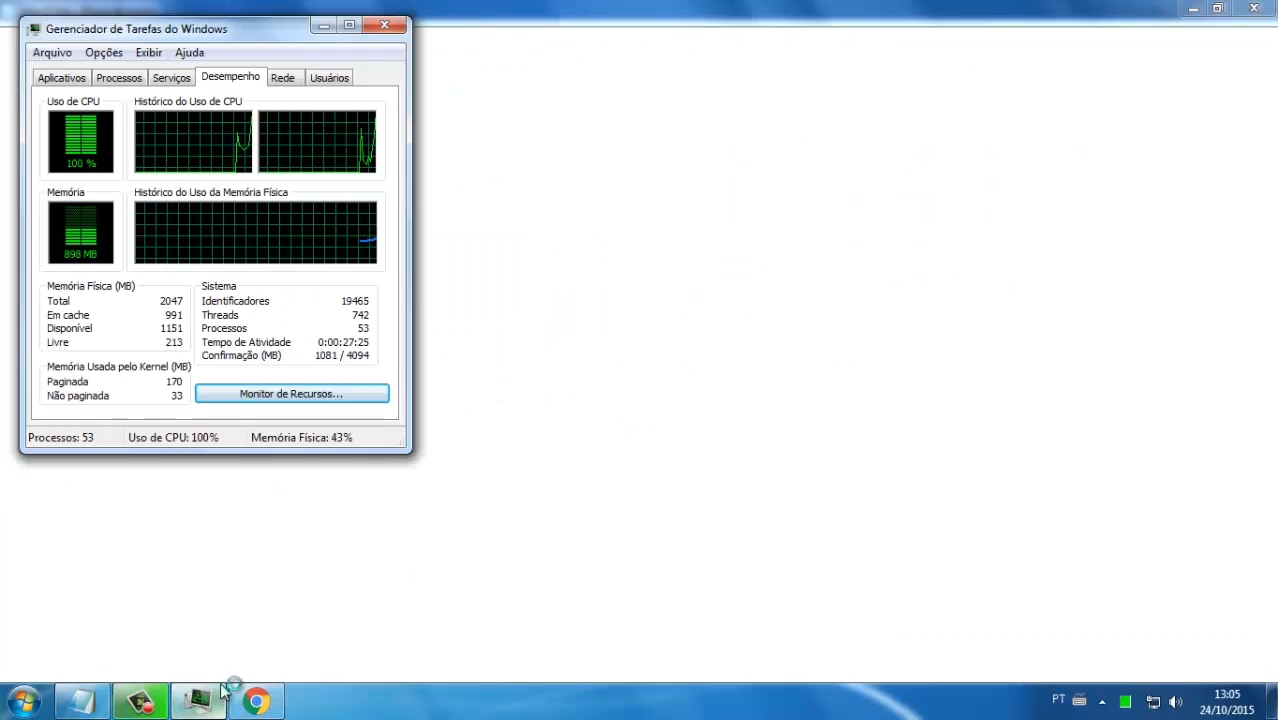 Gerenciador de Tarefas do Windows
Arquivo Opções Exibir Ajuda
Aplicativos Processos Serviços Desempenho Rede Usuários
Uso de CPU
Histórico do Uso de CPU
100 %
Memória
Histórico do Uso da Memória Física
898 MB
Memória Física (MB)
Total 2047
Em cache 991
Disponível 1151
Livre 213
Sistema
Identificadores 19465
Threads 742
Processos 53
Tempo de Atividade 0:00:27:25
Confirmação (MB) 1081 / 4094
Memória Usada pelo Kernel (MB)
Paginada 170
Não paginada 33
Monitor de Recursos...
Processos: 53 Uso de CPU: 100% Memória Física: 43%
PT
13:05
24/10/2015